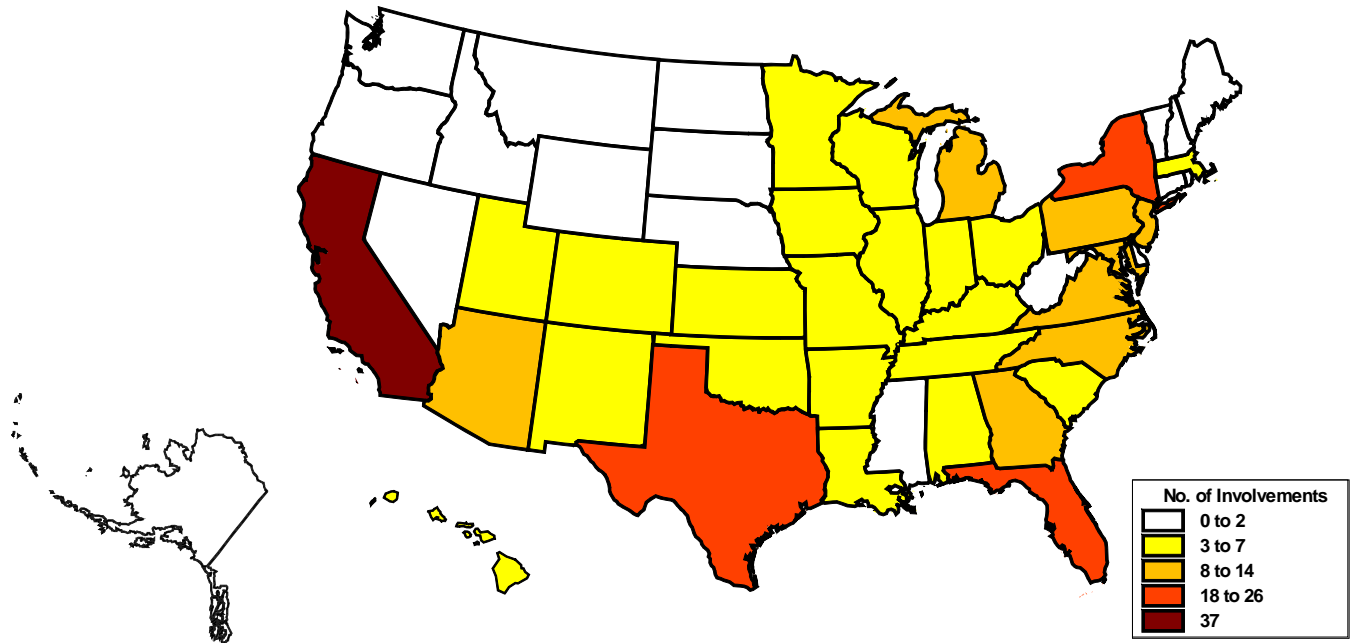 No. of Involvements
0 to 2
3 to 7
8 to 14
18 to 26
37